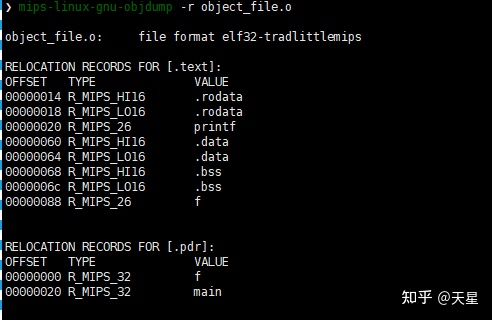 ❯ mips-linux-gnu-objdump -r object_file.o
object_file.o:     file format elf32-tradlittlemips
RELOCATION RECORDS FOR [.text]:
OFFSET   TYPE              VALUE
00000014 R_MIPS_HI16       .rodata
00000018 R_MIPS_LO16       .rodata
00000020 R_MIPS_26         printf
00000060 R_MIPS_HI16       .data
00000064 R_MIPS_LO16       .data
00000068 R_MIPS_HI16       .bss
0000006c R_MIPS_LO16       .bss
00000088 R_MIPS_26         f
RELOCATION RECORDS FOR [.pdr]:
OFFSET   TYPE              VALUE
00000000 R_MIPS_32         f
00000020 R_MIPS_32         main
知乎 @天星